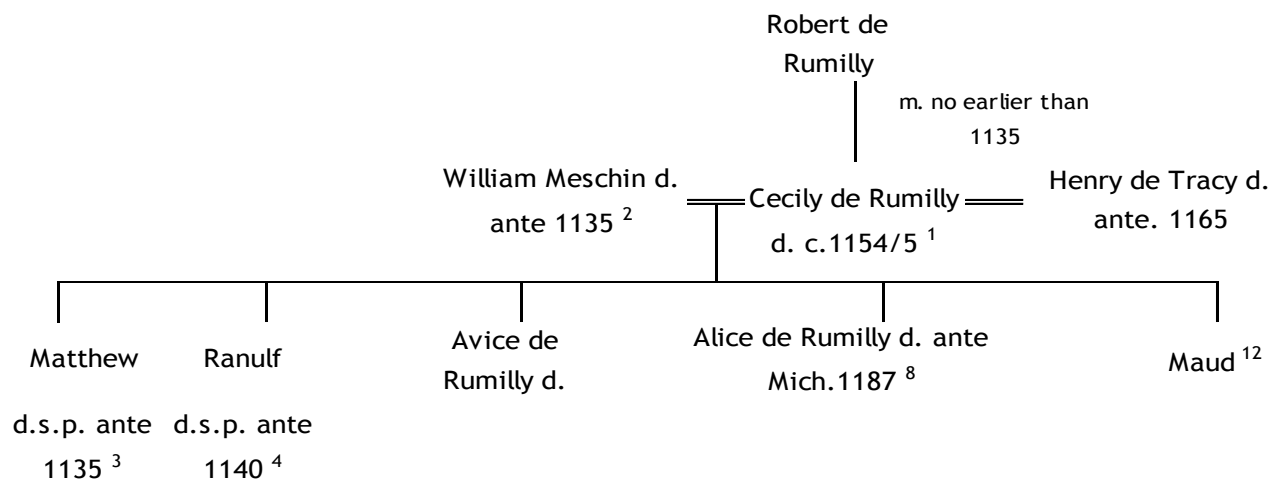 Robert de
Rumilly
m. no earlier than
1135
William Meschin d.
ante 1135 2
Cecily de Rumilly
d. c.1154/5 1
Henry de Tracy d.
ante. 1165
Matthew
d.s.p. ante
1135 3
Ranulf
d.s.p. ante
1140 4
Avice de
Rumilly d.
Alice de Rumilly d. ante
Mich.1187 8
Maud 12